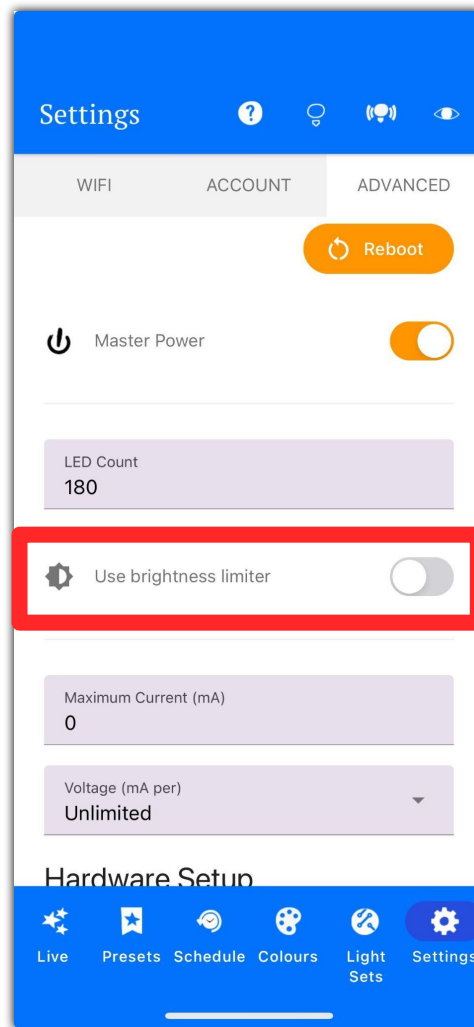 Settings
?
WIFI ACCOUNT ADVANCED
Reboot
Master Power
LED Count
180
Use brightness limiter
Maximum Current (mA)
0
Voltage (mA per)
Unlimited
Hardware Setup
Live Presets Schedule Colours Light Sets Settings